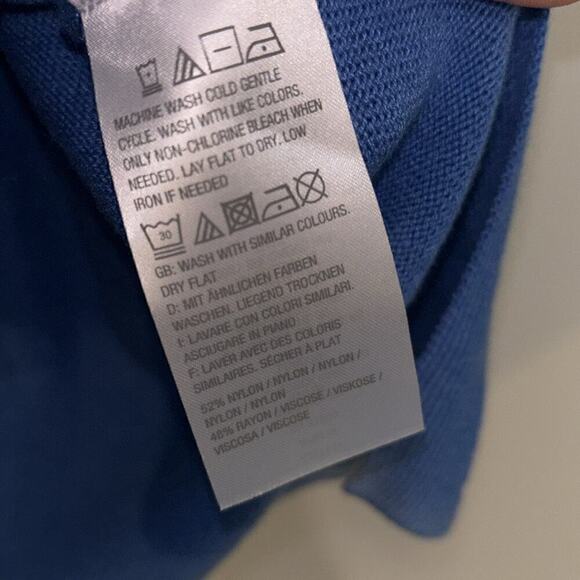 MACHINE WASH COLD GENTLE
CYCLE. WASH WITH LIKE COLORS.
ONLY NON-CHLORINE BLEACH WHEN
NEEDED. LAY FLAT TO DRY. LOW
IRON IF NEEDED
30
GB: WASH WITH SIMILAR COLOURS.
DRY FLAT
D: MIT ÄHNLICHEN FARBEN
WASCHEN. LIEGEND TROCKNEN
I: LAVARE CON COLORI SIMILARI.
ASCIUGARE IN PIANO
F: LAVER AVEC DES COLORIS
SIMILAIRES. SÉCHER À PLAT
52% NYLON / NYLON / NYLON /
NYLON / NYLON
48% RAYON / VISCOSE / VISKOSE /
VISCOSA / VISCOSE